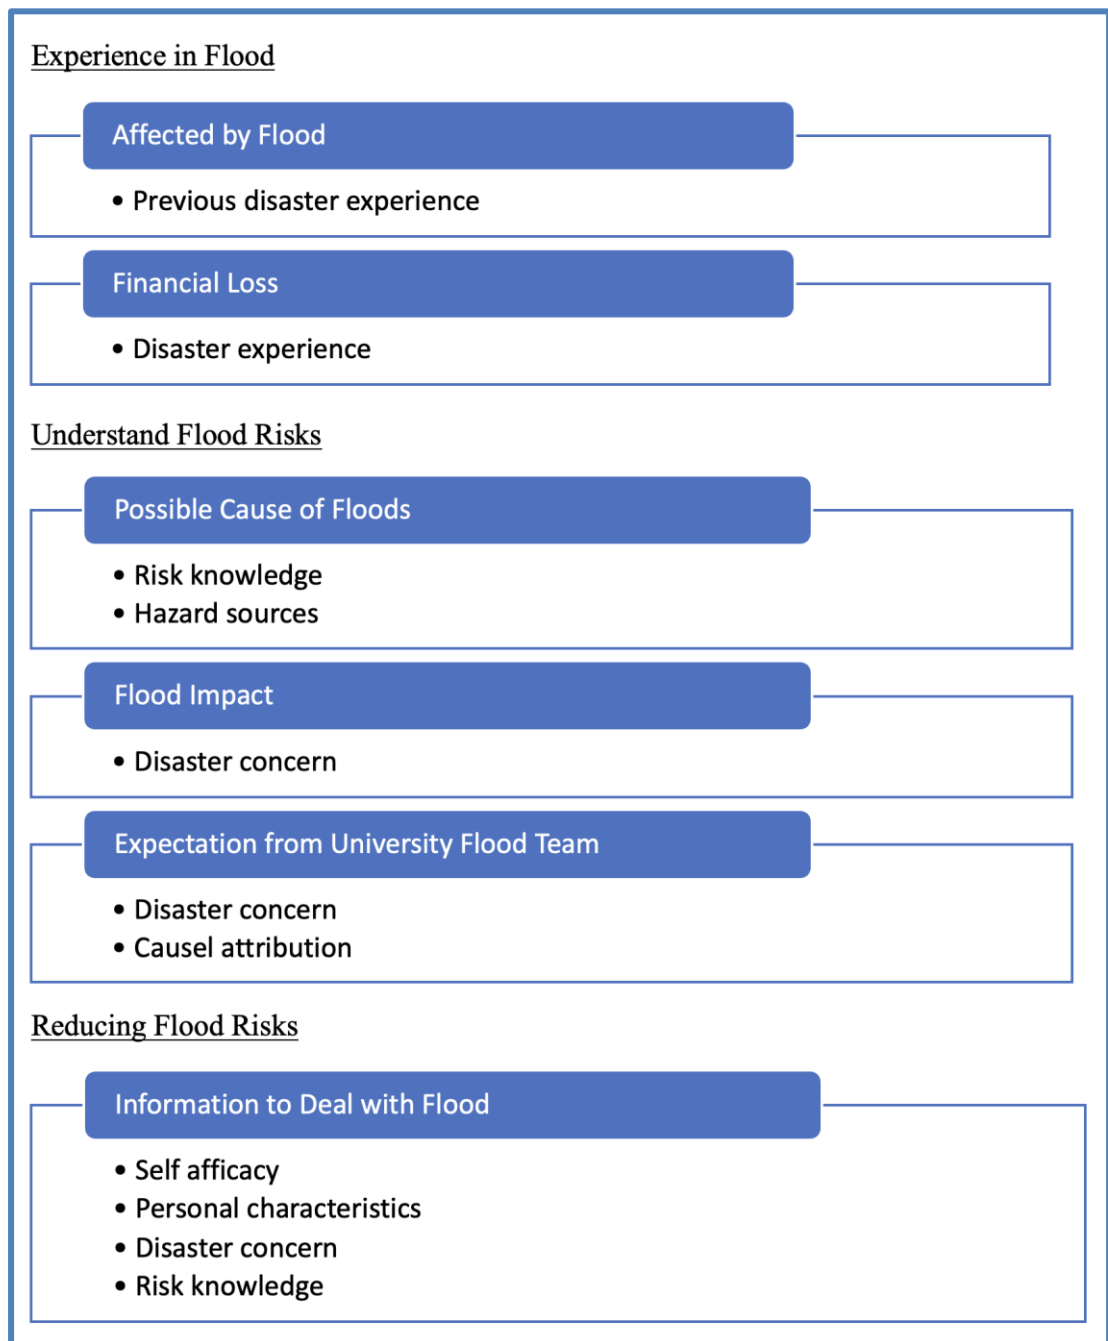 Experience in Flood
Affected by Flood
• Previous disaster experience
Financial Loss
• Disaster experience
Understand Flood Risks
Possible Cause of Floods
• Risk knowledge
• Hazard sources
Flood Impact
• Disaster concern
Expectation from University Flood Team
• Disaster concern
• Causel attribution
Reducing Flood Risks
Information to Deal with Flood
• Self afficacy
• Personal characteristics
• Disaster concern
• Risk knowledge